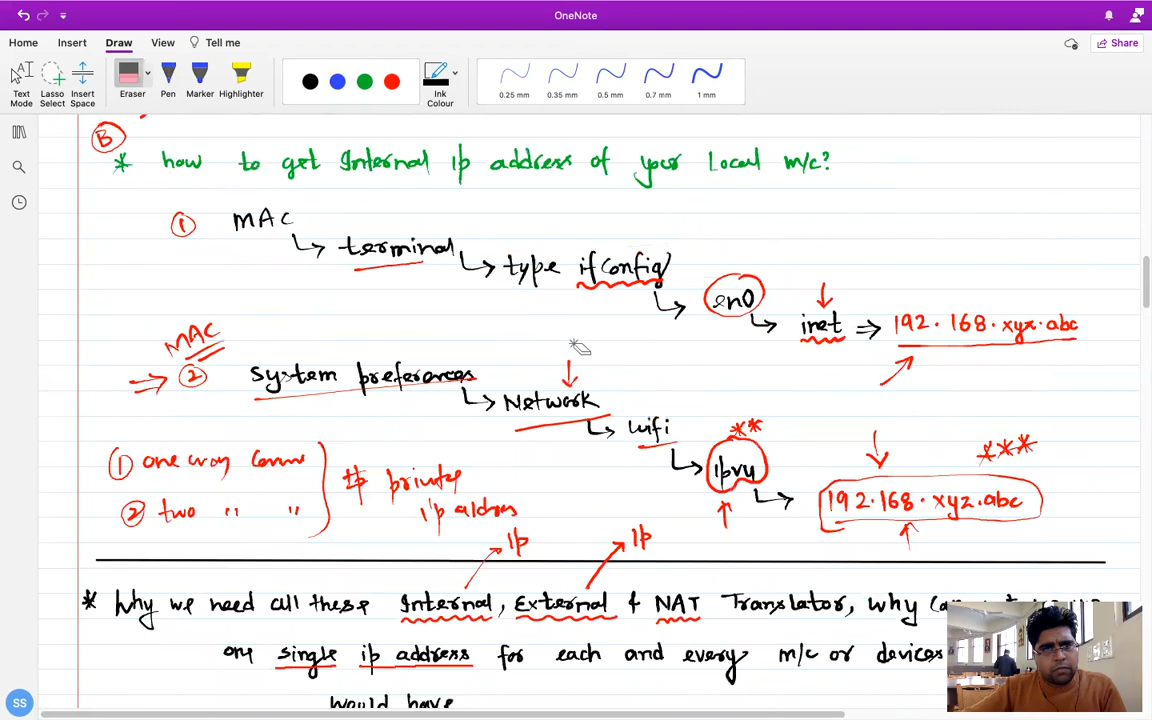 OneNote
Home Insert Draw View Tell me
Share
Text Mode
Lasso Select
Insert Space
Eraser
Pen
Marker
Highlighter
Ink Colour
0.25 mm 0.35 mm 0.5 mm 0.7 mm 1 mm
B
* how to get Internal ip address of your Local m/c?
① MAC
↳ terminal
↳ type ifconfig
↳ en0
↳ inet ⇒ 192.168.xyz.abc
MAC
⇒ ② System preferences
↳ Network
↳ Wifi
**
↳ ipv4
***
↳ 192.168.xyz.abc
① one way Comm
② two " "
# private ip address
Ip Ip
* Why we need all these Internal, External & NAT Translator, why
one single ip address for each and every m/c or devices
would have
SS